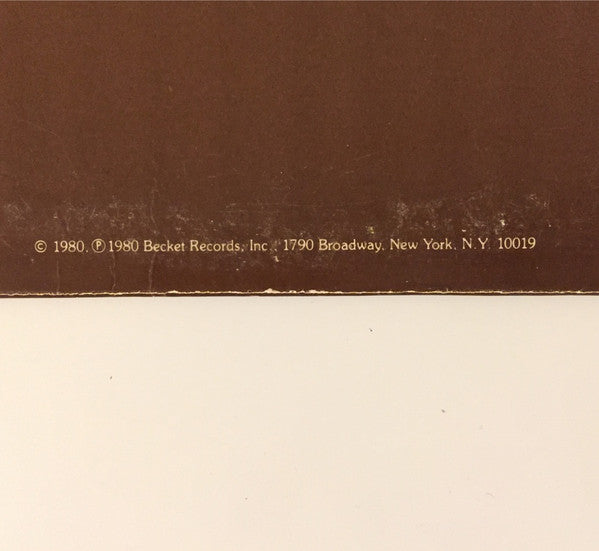 © 1980, ℗ 1980 Becket Records, Inc., 1790 Broadway, New York, N.Y. 10019